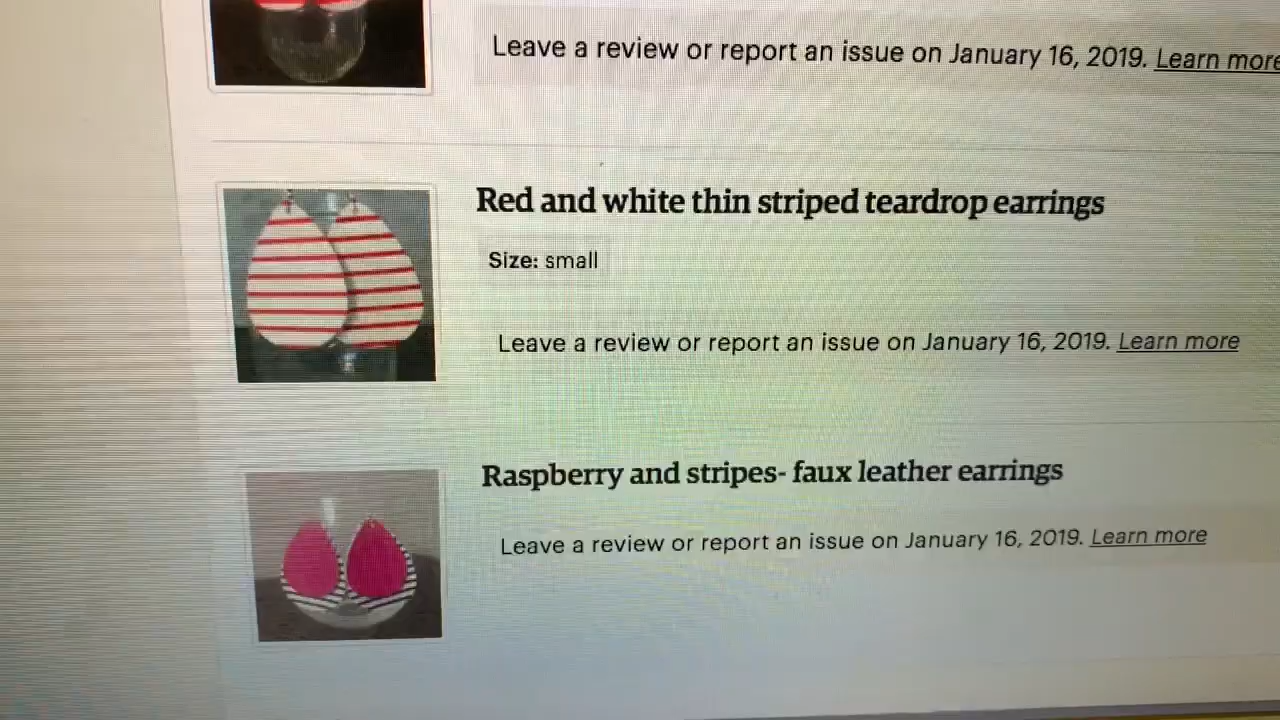 Leave a review or report an issue on January 16, 2019. Learn more
Red and white thin striped teardrop earrings
Size: small
Leave a review or report an issue on January 16, 2019. Learn more
Raspberry and stripes- faux leather earrings
Leave a review or report an issue on January 16, 2019. Learn more